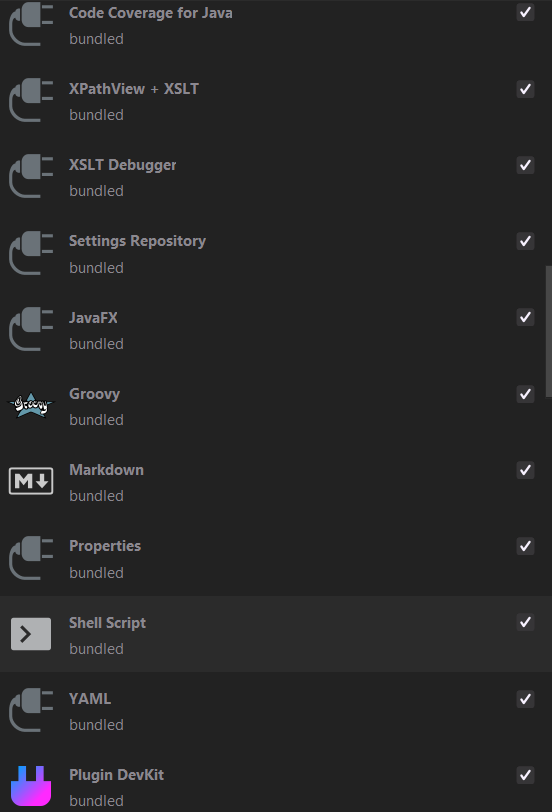 Code Coverage for Java
bundled
XPathView + XSLT
bundled
XSLT Debugger
bundled
Settings Repository
bundled
JavaFX
bundled
Groovy
Groovy
bundled
Markdown
M
bundled
Properties
bundled
Shell Script
bundled
YAML
bundled
Plugin DevKit
bundled